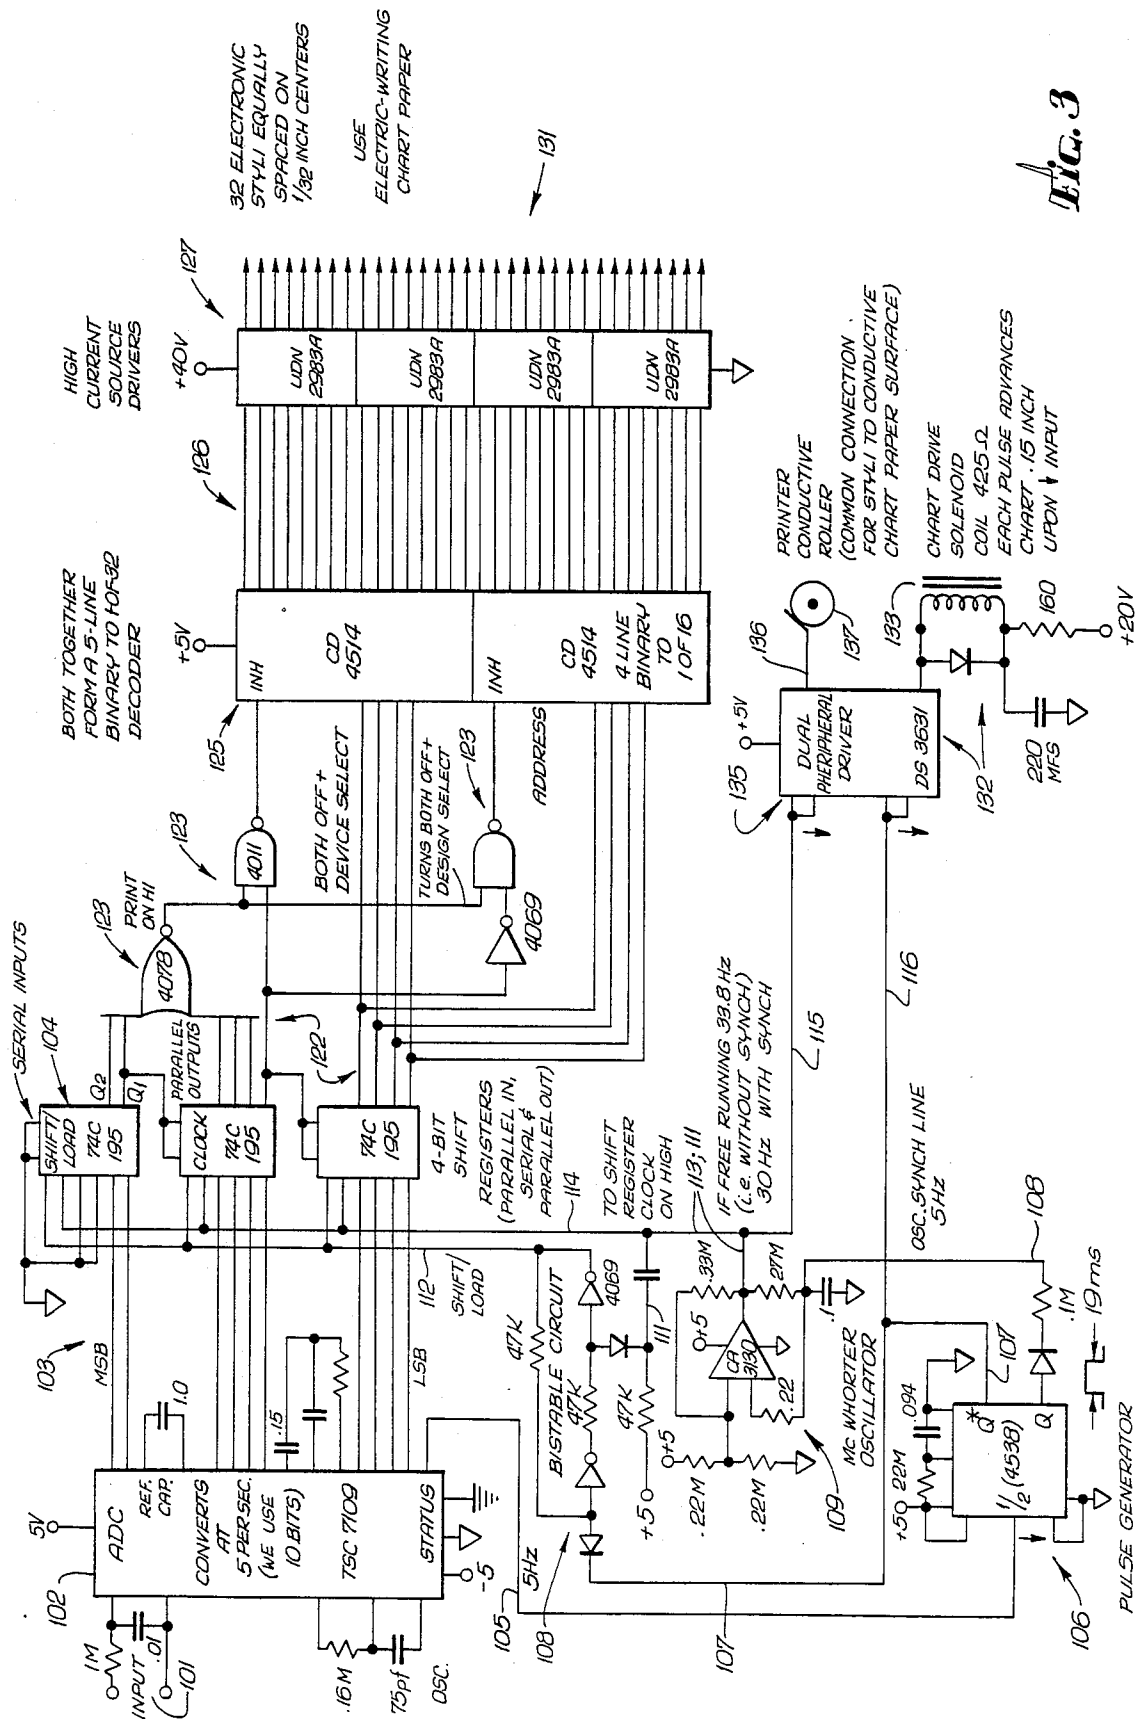 32 ELECTRONIC
STYLI EQUALLY
SPACED ON
1/32 INCH CENTERS
USE
ELECTRIC-WRITING
CHART PAPER
131
Fig. 3
HIGH
CURRENT
SOURCE
DRIVERS
+40V
127
UDN
2983A
UDN
2983A
UDN
2983A
UDN
2983A
126
BOTH TOGETHER
FORM A 5-LINE
BINARY TO 1 OF 32
DECODER
+5V
125
INH
CD
4514
INH
CD
4514
4 LINE
BINARY
TO
1 OF 16
ADDRESS
PRINTER
CONDUCTIVE
ROLLER
(COMMON CONNECTION
FOR STYLI TO CONDUCTIVE
CHART PAPER SURFACE)
CHART DRIVE
SOLENOID
COIL 425Ω
EACH PULSE ADVANCES
CHART .15 INCH
UPON ↓ INPUT
136
137
133
160
+20V
135
+5V
DUAL
PHERIPHERAL
DRIVER
DS 3631
132
220
MFS
SERIAL INPUTS
104
123
PRINT
ON HI
4078
123
4011
BOTH OFF +
DEVICE SELECT
TURNS BOTH OFF +
DESIGN SELECT
123
4069
Q2
Q1
PARALLEL
OUTPUTS
122
SHIFT/
LOAD
74C
195
CLOCK
74C
195
74C
195
4-BIT
SHIFT
REGISTERS
(PARALLEL IN,
SERIAL &
PARALLEL OUT)
114
TO SHIFT
REGISTER
CLOCK
ON HIGH
113; 111
IF FREE RUNNING 33.8 Hz
(i.e. WITHOUT SYNCH)
30 Hz WITH SYNCH
115
116
OSC. SYNCH LINE
5 Hz
108
103
MSB
1.0
.15
LSB
112
SHIFT/
LOAD
47K
BISTABLE CIRCUIT
4069
47K
47K
+5
111
+5
.22M
.22M
+5
CA
3130
.33M
.27M
.22
.1
109
MC WHORTER
OSCILLATOR
107
.1M
19 ms
102
5V
ADC
REF.
CAP.
CONVERTS
AT
5 PER SEC.
(WE USE
10 BITS)
TSC 7109
STATUS
-5
1M
INPUT
.01
101
.16M
75pf
OSC.
105
5 Hz
108
107
+5
.22M
.094
Q*
Q
1/2 (4538)
106
PULSE GENERATOR